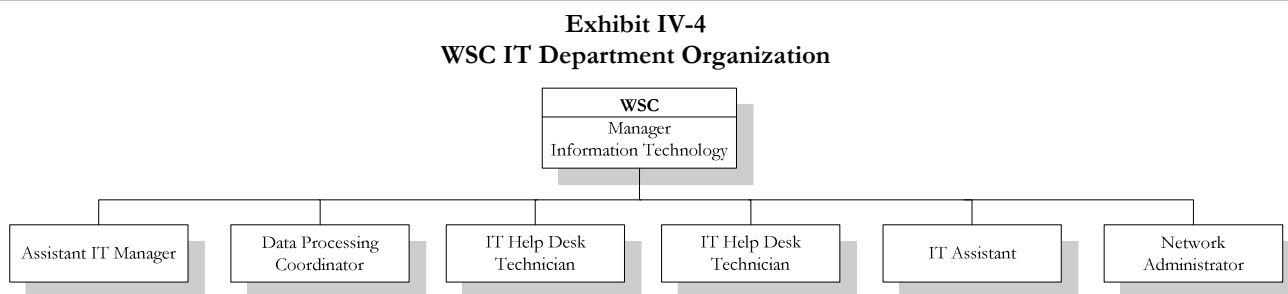 Exhibit IV-4
WSC IT Department Organization
WSC
Manager
Information Technology
Assistant IT Manager
Data Processing
Coordinator
IT Help Desk
Technician
IT Help Desk
Technician
IT Assistant
Network
Administrator